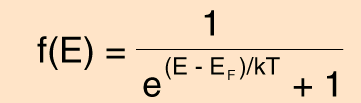 f(E) = 1 / e^(E - E_F)/kT + 1